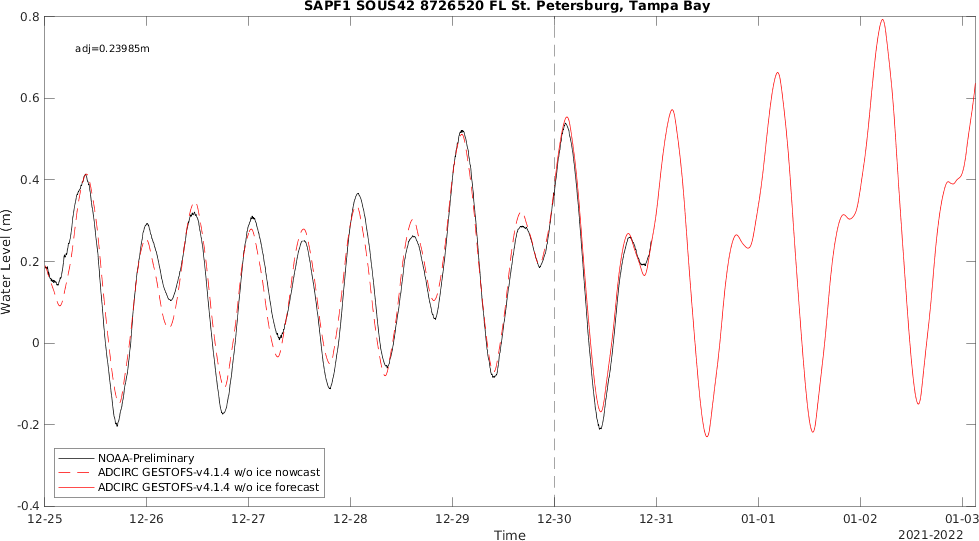 SAPF1 SOUS42 8726520 FL St. Petersburg, Tampa Bay
adj=0.23985m
0.8
0.6
0.4
0.2
0
-0.2
-0.4
Water Level (m)
NOAA-Preliminary
ADCIRC GESTOFS-v4.1.4 w/o ice nowcast
ADCIRC GESTOFS-v4.1.4 w/o ice forecast
12-25 12-26 12-27 12-28 12-29 12-30 12-31 01-01 01-02 01-03
Time
2021-2022